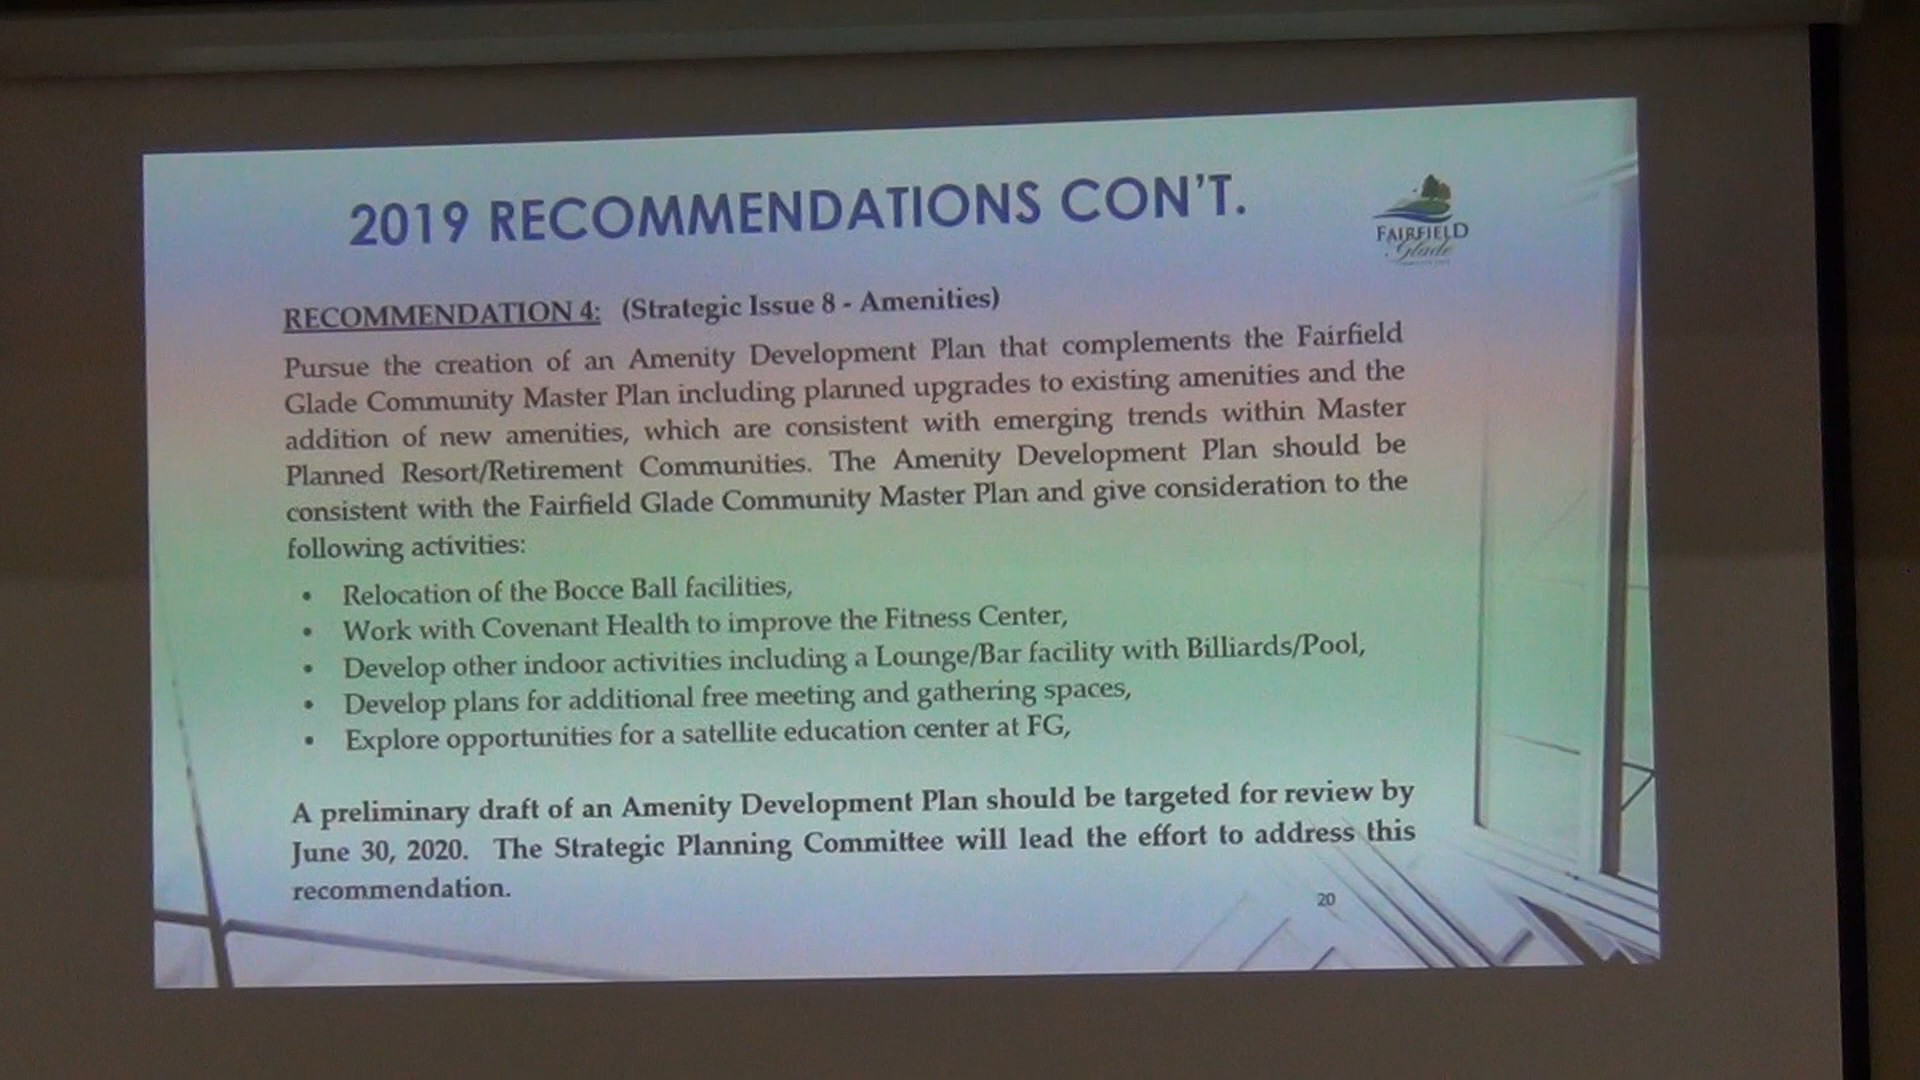 2019 RECOMMENDATIONS CON'T.
FAIRFIELD
Glade
RECOMMENDATION 4: (Strategic Issue 8 - Amenities)
Pursue the creation of an Amenity Development Plan that complements the Fairfield
Glade Community Master Plan including planned upgrades to existing amenities and the
addition of new amenities, which are consistent with emerging trends within Master
Planned Resort/Retirement Communities. The Amenity Development Plan should be
consistent with the Fairfield Glade Community Master Plan and give consideration to the
following activities:
• Relocation of the Bocce Ball facilities,
• Work with Covenant Health to improve the Fitness Center,
• Develop other indoor activities including a Lounge/Bar facility with Billiards/Pool,
• Develop plans for additional free meeting and gathering spaces,
• Explore opportunities for a satellite education center at FG,
A preliminary draft of an Amenity Development Plan should be targeted for review by
June 30, 2020. The Strategic Planning Committee will lead the effort to address this
recommendation.
20